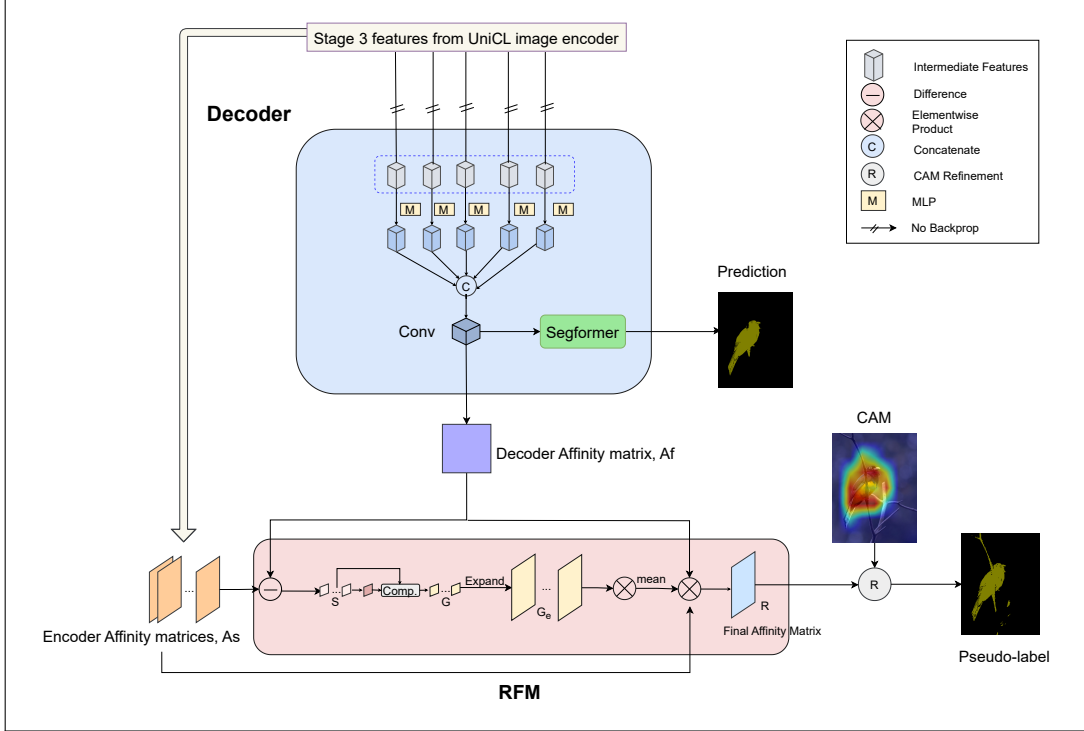 Stage 3 features from UniCL image encoder
Decoder
M M M M M
C
Conv
Segformer
Prediction
Intermediate Features
Difference
Elementwise
Product
C
Concatenate
R
CAM Refinement
M
MLP
No Backprop
Decoder Affinity matrix, Af
CAM
R
Pseudo-label
Encoder Affinity matrices, As
...
...
S
Comp.
...
G
Expand
...
Ge
mean
R
Final Affinity Matrix
RFM